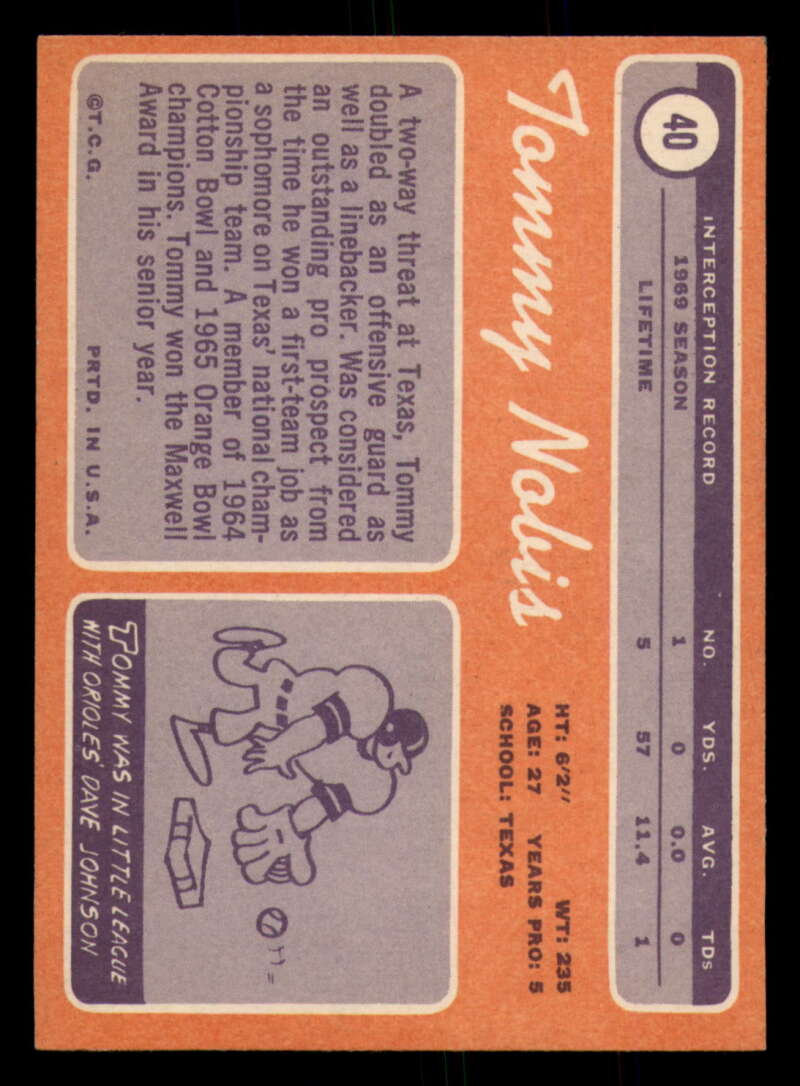 40
INTERCEPTION RECORD NO. YDS. AVG. TDs
1969 SEASON 1 0 0.0 0
LIFETIME 5 57 11.4 1
Tommy Nobis
HT: 6'2" WT: 235
AGE: 27 YEARS PRO: 5
SCHOOL: TEXAS
A two-way threat at Texas, Tommy
doubled as an offensive guard as
well as a linebacker. Was considered
an outstanding pro prospect from
the time he won a first-team job as
a sophomore on Texas' national cham-
pionship team. A member of 1964
Cotton Bowl and 1965 Orange Bowl
champions. Tommy won the Maxwell
Award in his senior year.
©T.C.G. PRTD. IN U.S.A.
TOMMY WAS IN LITTLE LEAGUE
WITH ORIOLES' DAVE JOHNSON